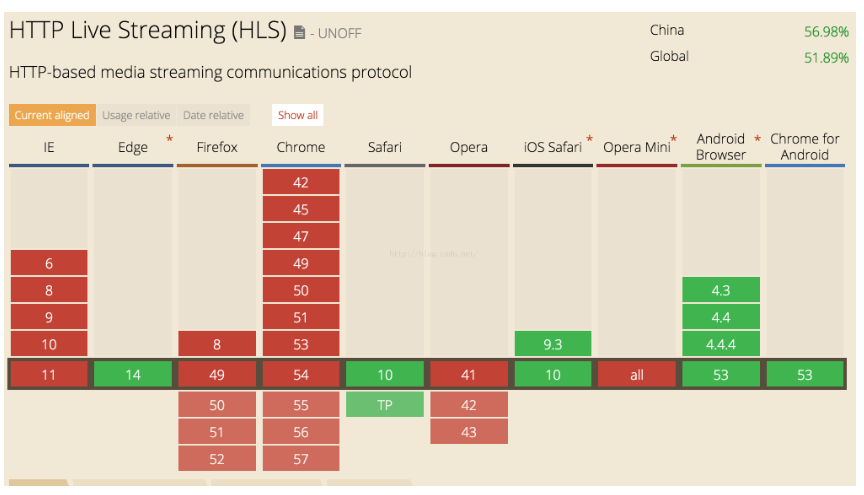 HTTP Live Streaming (HLS) - UNOFF
China 56.98%
Global 51.89%
HTTP-based media streaming communications protocol
Current aligned Usage relative Date relative Show all
IE Edge * Firefox Chrome Safari Opera iOS Safari * Opera Mini * Android Browser * Chrome for Android
42
45
47
6 49
8 50 4.3
9 51 4.4
10 8 53 9.3 4.4.4
11 14 49 54 10 41 10 all 53 53
50 55 TP 42
51 56 43
52 57